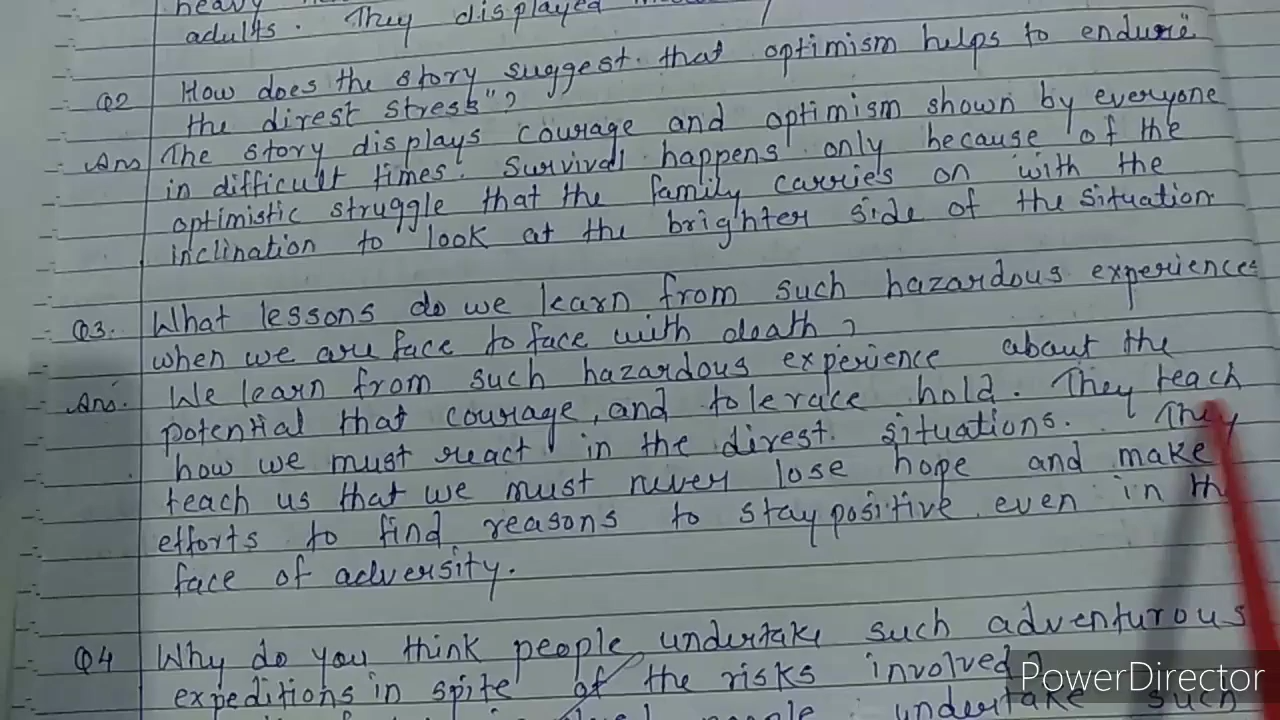 heavy
adults. They displayed
Q2 How does the story suggest that optimism helps to endure"
the direst stress"?
Ans The story displays courage and optimism shown by everyone
in difficult times. Survival happens only because of the
optimistic struggle that the family carries on with the
inclination to look at the brighter side of the situation
Q3. What lessons do we learn from such hazardous experiences
when we are face to face with death?
Ans. We learn from such hazardous experience about the
potential that courage, and tolerace hold. They teach
how we must react in the direst situations. They
teach us that we must never lose hope and make
efforts to find reasons to stay positive even in th
face of adversity.
Q4 Why do you think people undertake such adventurous
expeditions in spite of the risks involved?
people undertake such
PowerDirector